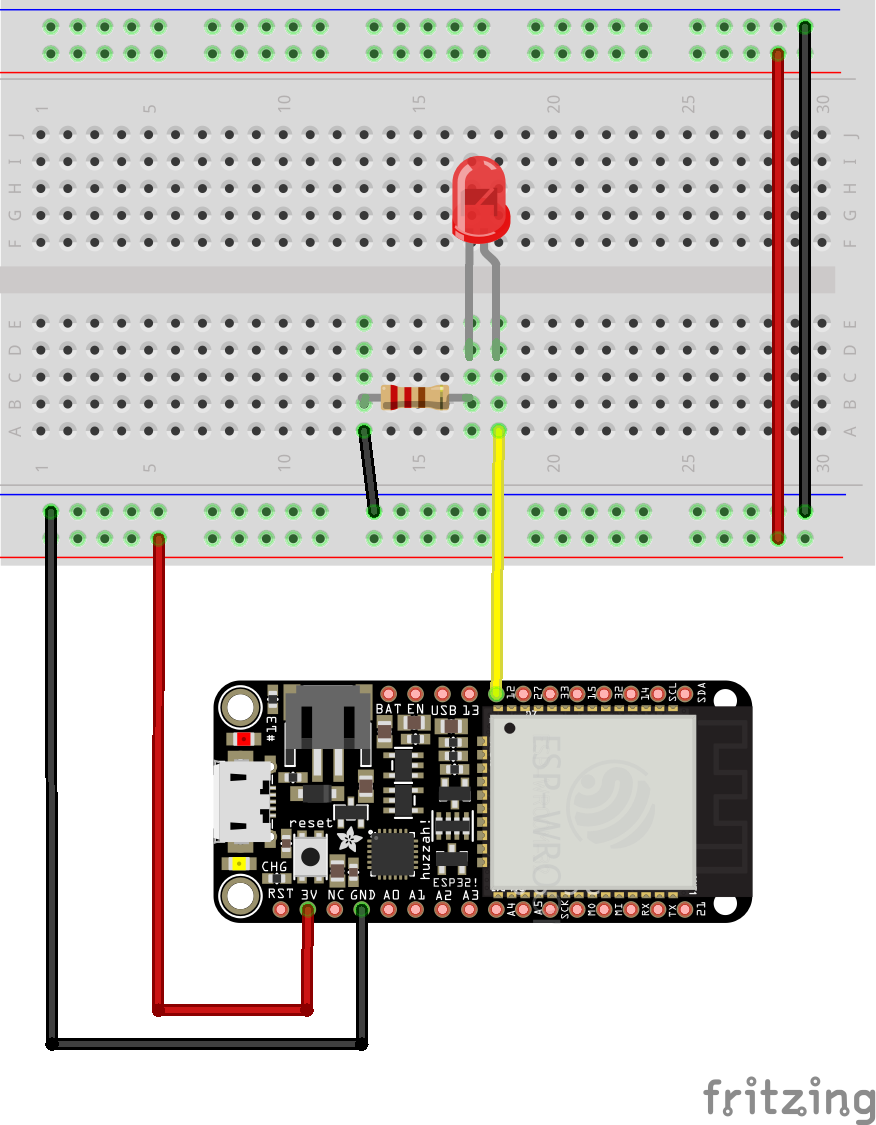 1 5 10 15 20 25 30
J J
I I
H H
G G
F F
E E
D D
C C
B B
A A
1 5 10 15 20 25 30
BAT EN USB 13 12 27 33 15 32 14 SCL SDA
#13
reset
huzzah!
ESP32!
CHG
ESP-WRO
RST 3V NC GND A0 A1 A2 A3 A4 A5 SCK MO MI RX TX 21
fritzing